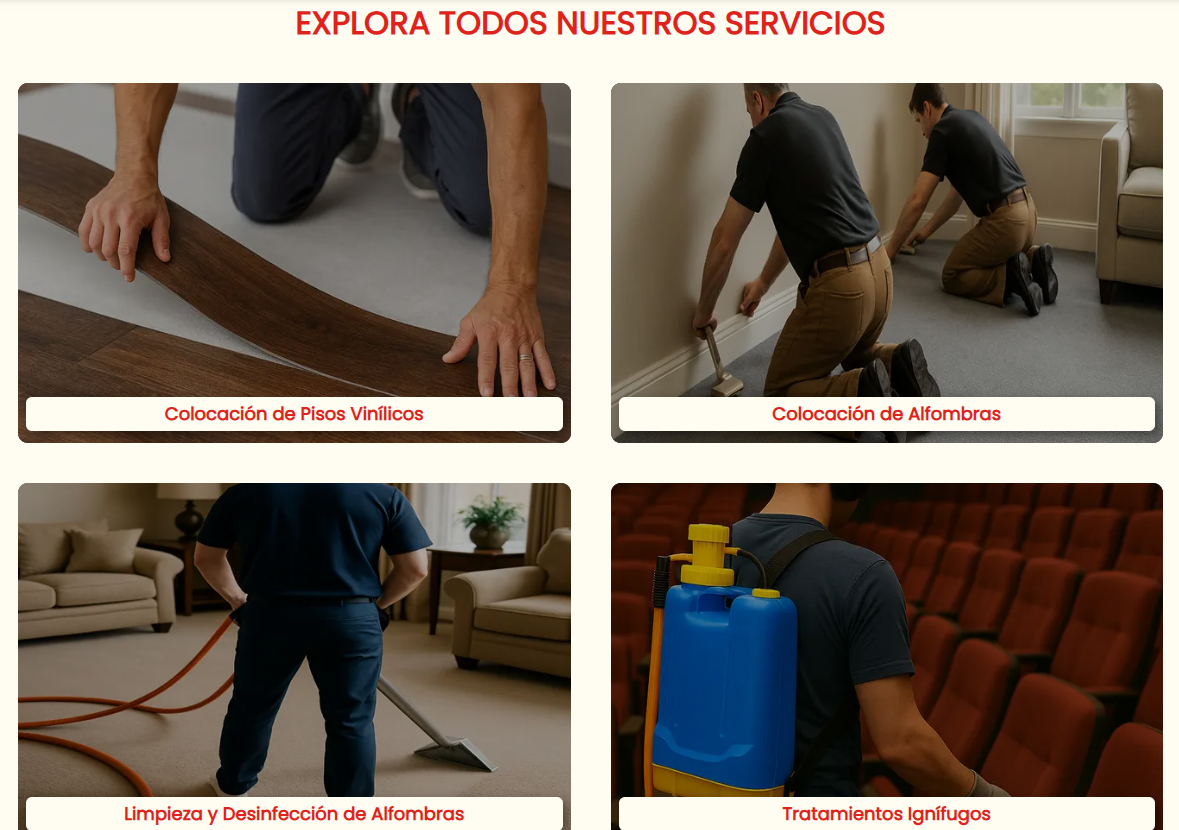 EXPLORA TODOS NUESTROS SERVICIOS
Colocación de Pisos Vinílicos
Colocación de Alfombras
Limpieza y Desinfección de Alfombras
Tratamientos Ignífugos